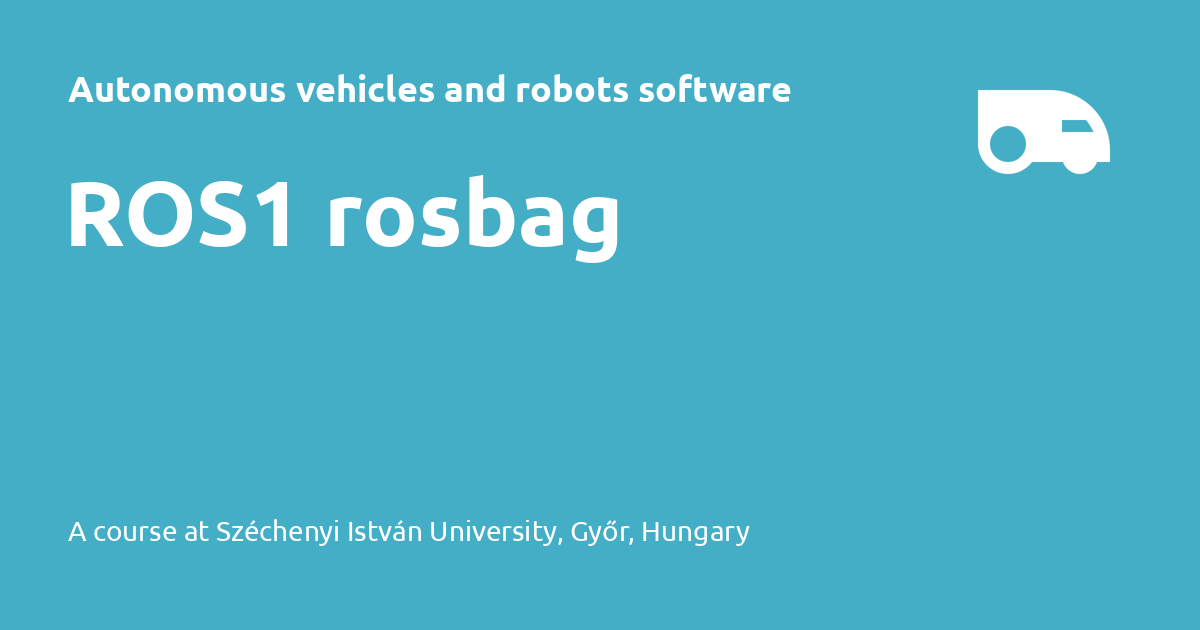 Autonomous vehicles and robots software
ROS1 rosbag
A course at Széchenyi István University, Győr, Hungary